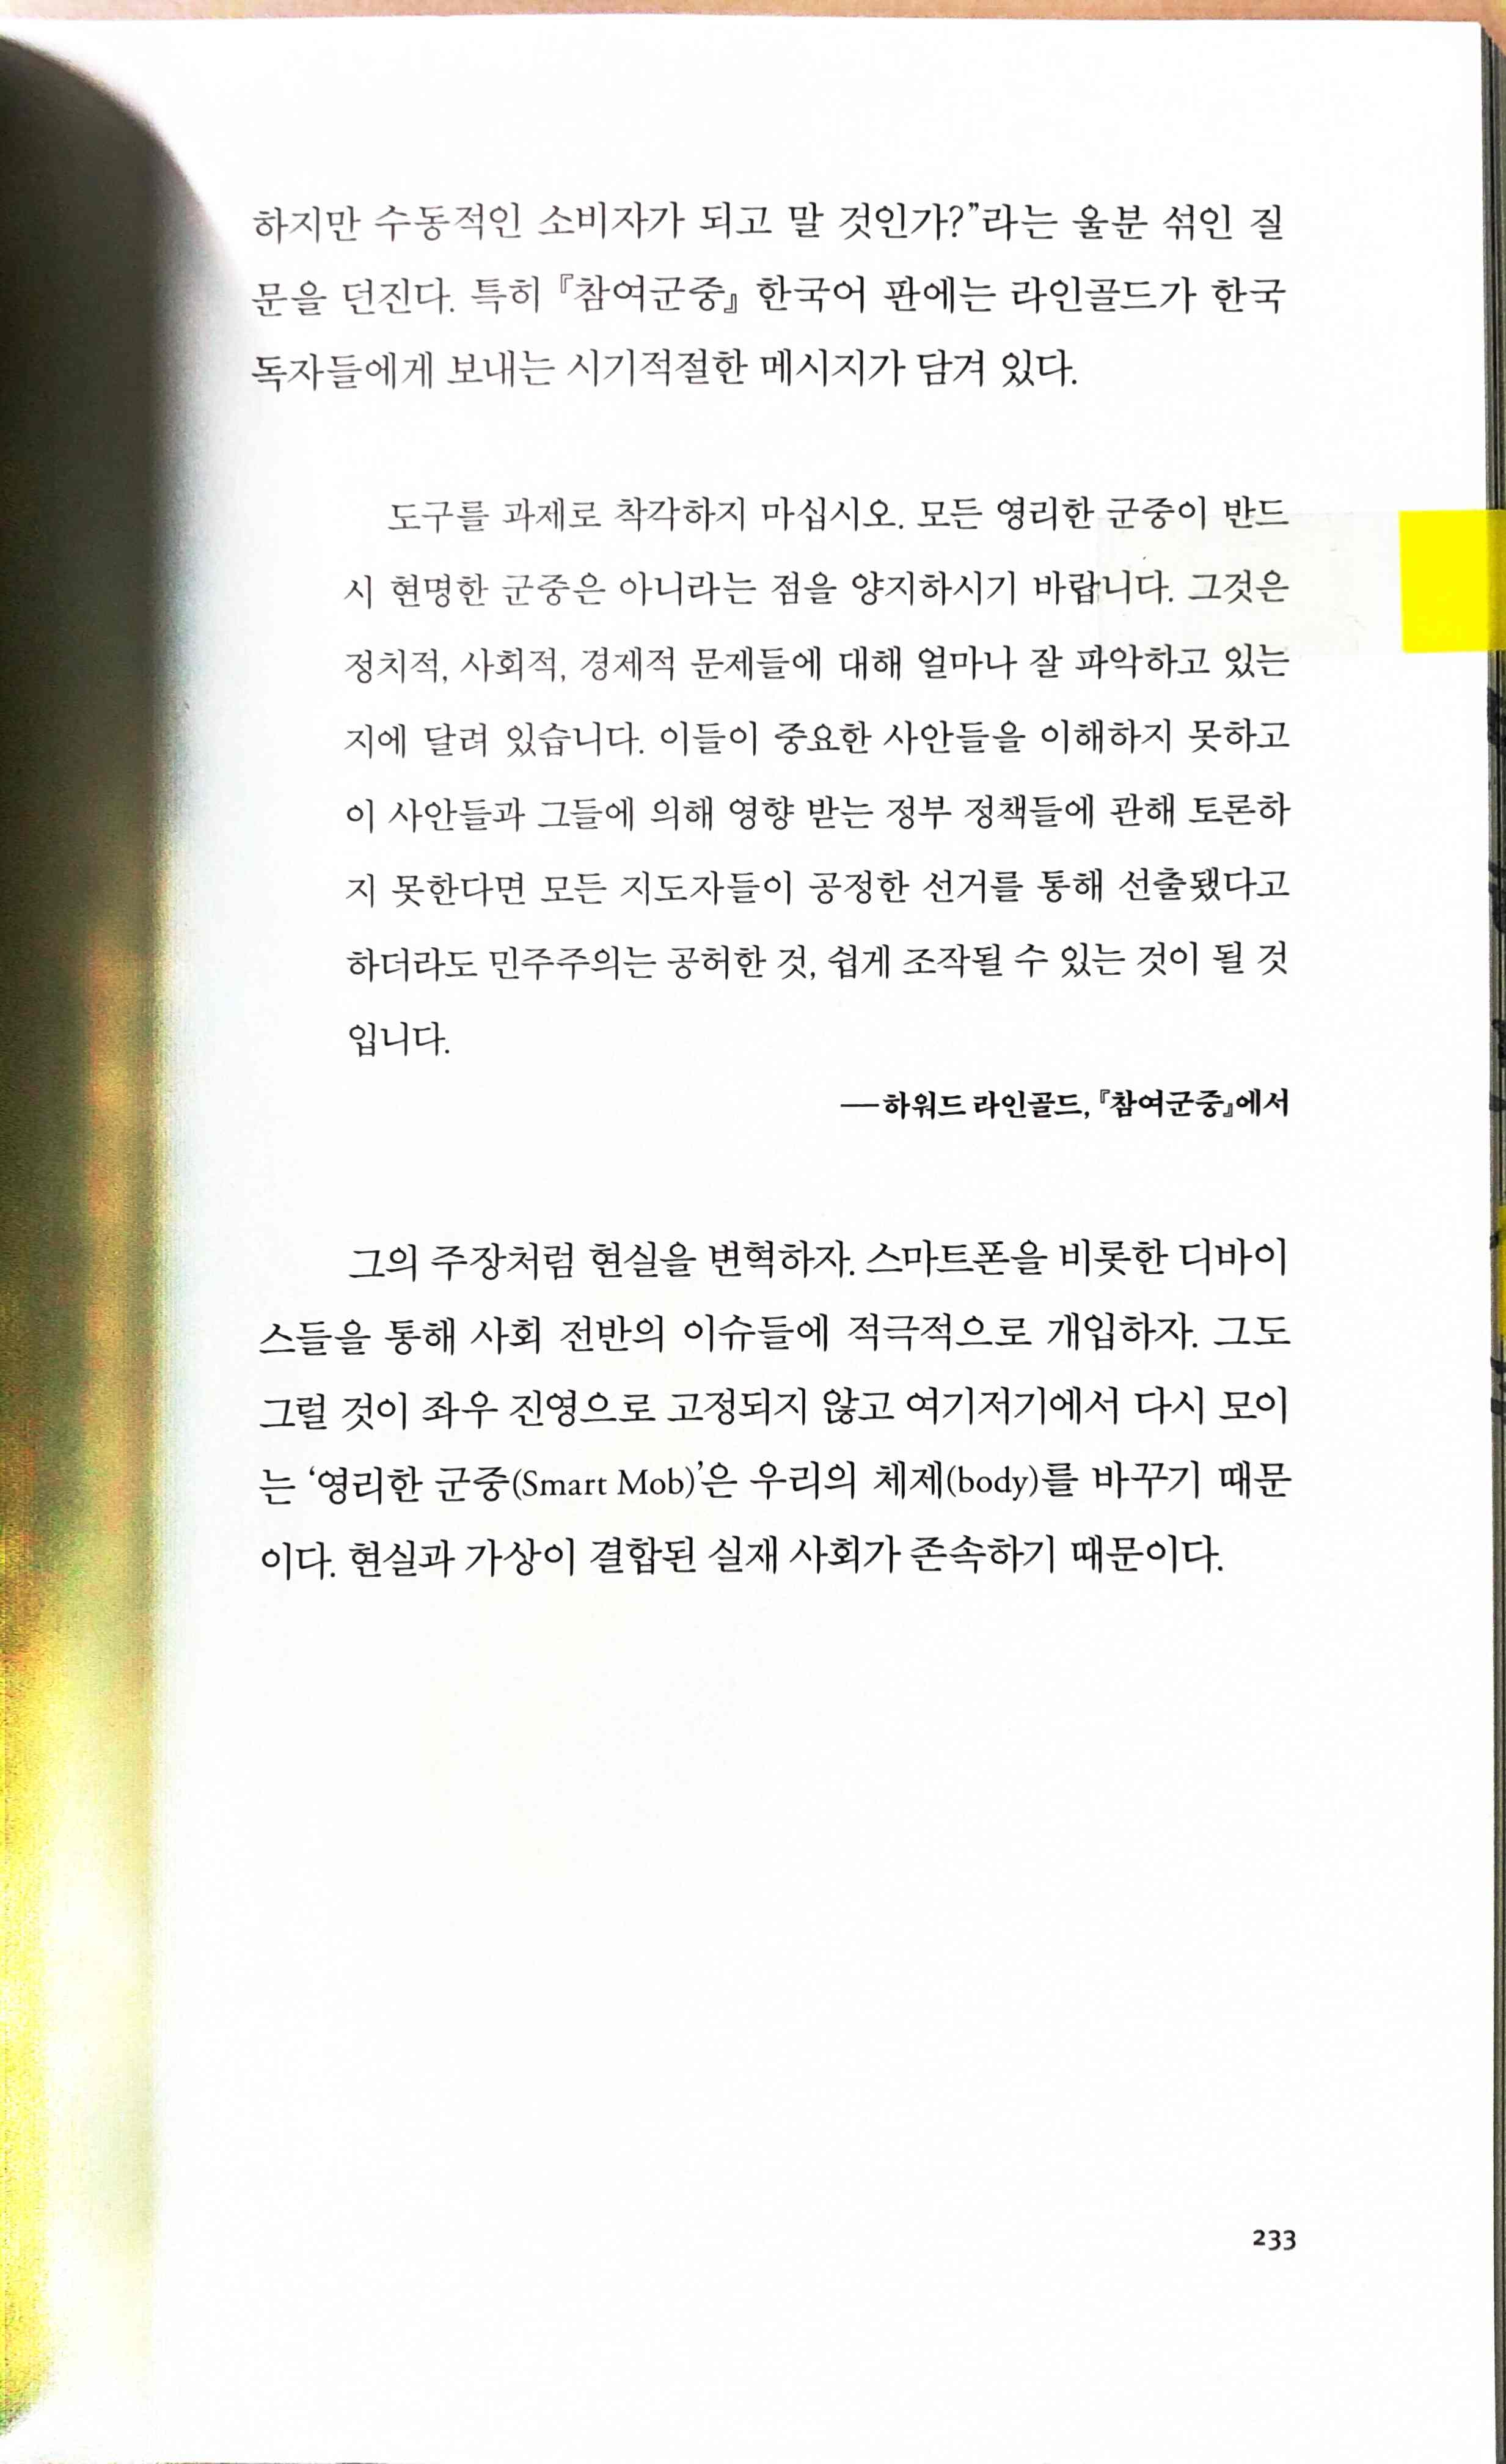 하지만 수동적인 소비자가 되고 말 것인가?”라는 울분 섞인 질
문을 던진다. 특히 『참여군중』 한국어 판에는 라인골드가 한국
독자들에게 보내는 시기적절한 메시지가 담겨 있다.
도구를 과제로 착각하지 마십시오. 모든 영리한 군중이 반드
시 현명한 군중은 아니라는 점을 양지하시기 바랍니다. 그것은
정치적, 사회적, 경제적 문제들에 대해 얼마나 잘 파악하고 있는
지에 달려 있습니다. 이들이 중요한 사안들을 이해하지 못하고
이 사안들과 그들에 의해 영향 받는 정부 정책들에 관해 토론하
지 못한다면 모든 지도자들이 공정한 선거를 통해 선출됐다고
하더라도 민주주의는 공허한 것, 쉽게 조작될 수 있는 것이 될 것
입니다.
—하워드 라인골드, 『참여군중』에서
그의 주장처럼 현실을 변혁하자. 스마트폰을 비롯한 디바이
스들을 통해 사회 전반의 이슈들에 적극적으로 개입하자. 그도
그럴 것이 좌우 진영으로 고정되지 않고 여기저기에서 다시 모이
는 ‘영리한 군중(Smart Mob)’은 우리의 체제(body)를 바꾸기 때문
이다. 현실과 가상이 결합된 실재 사회가 존속하기 때문이다.
233